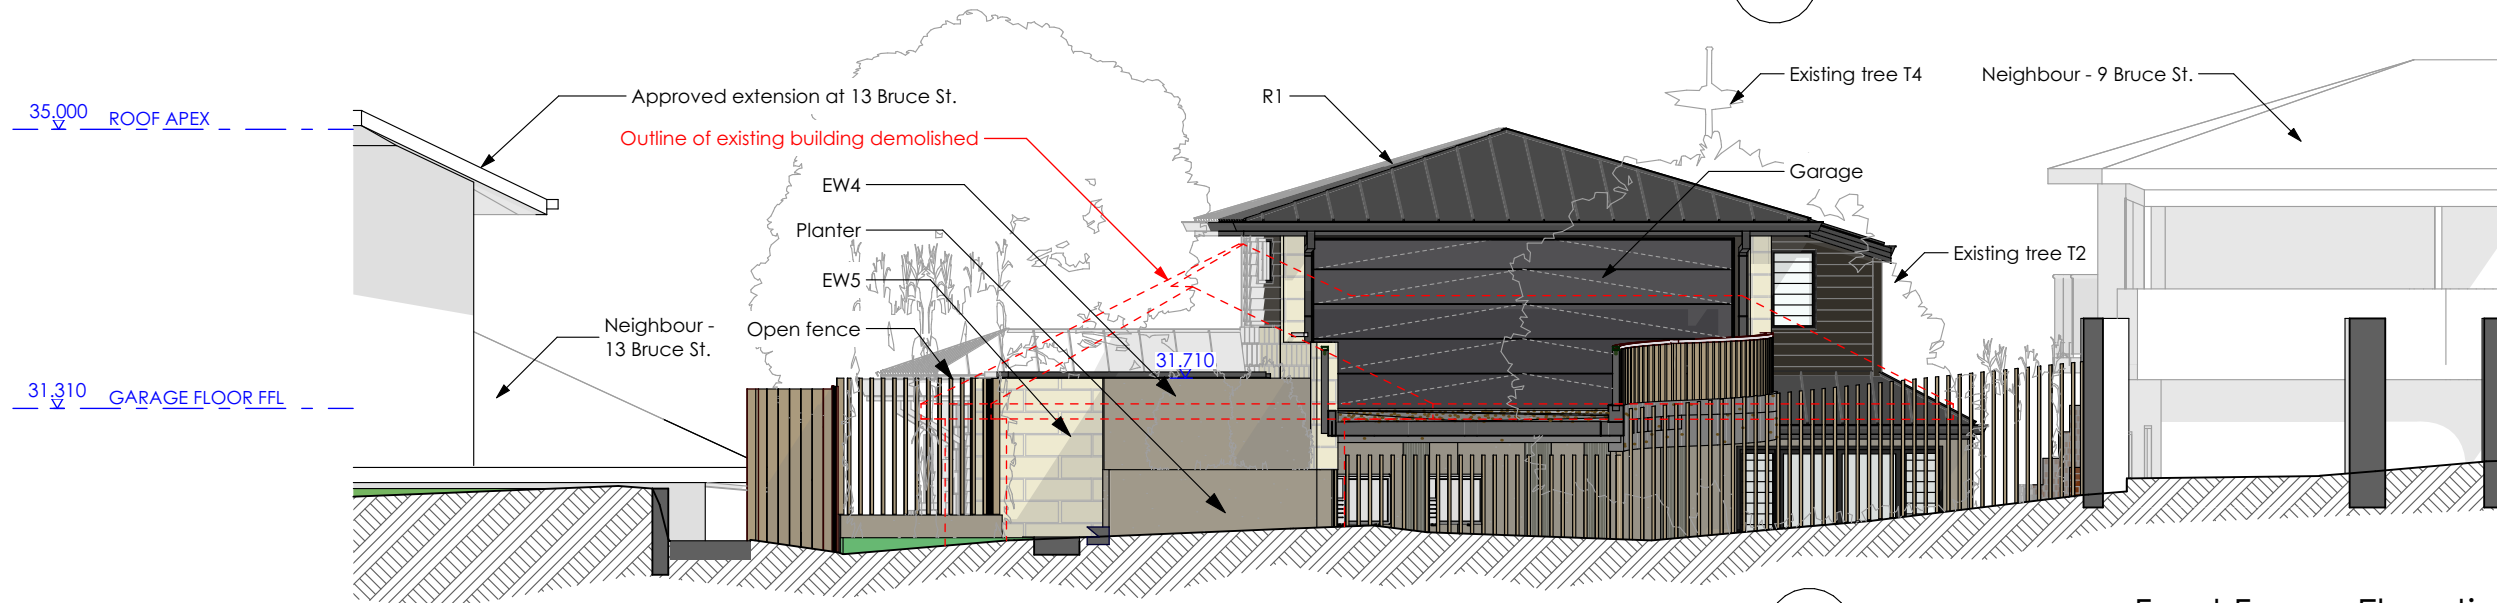 Existing tree T4
Neighbour - 9 Bruce St.
Approved extension at 13 Bruce St.
R1
35.000 ROOF APEX
Outline of existing building demolished
Garage
EW4
Planter
Existing tree T2
EW5
Neighbour -
13 Bruce St.
Open fence
31.710
31.310 GARAGE FLOOR FFL